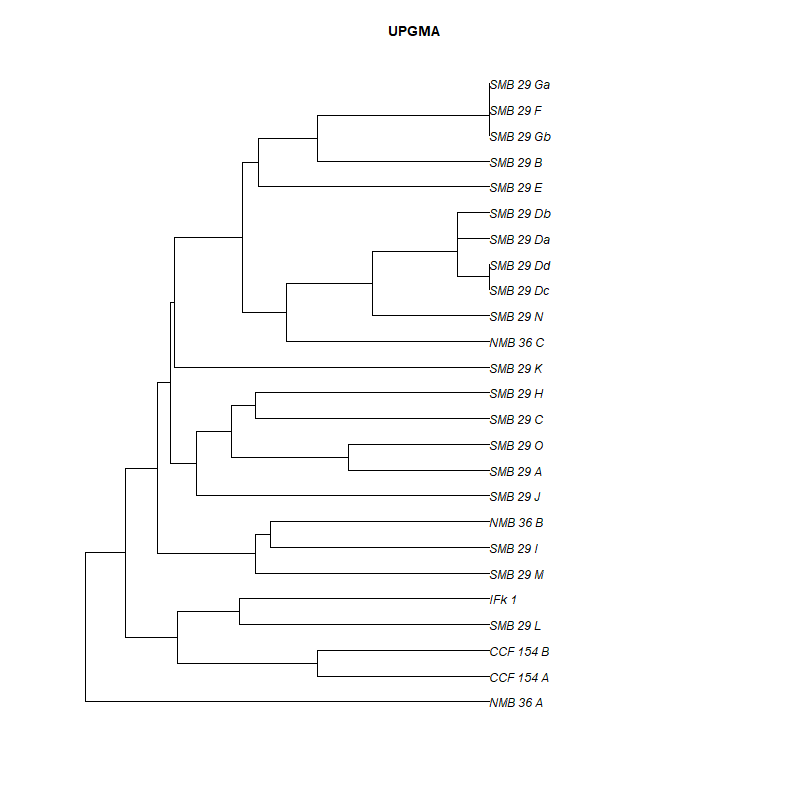 UPGMA
SMB 29 Ga
SMB 29 F
SMB 29 Gb
SMB 29 B
SMB 29 E
SMB 29 Db
SMB 29 Da
SMB 29 Dd
SMB 29 Dc
SMB 29 N
NMB 36 C
SMB 29 K
SMB 29 H
SMB 29 C
SMB 29 O
SMB 29 A
SMB 29 J
NMB 36 B
SMB 29 I
SMB 29 M
IFk 1
SMB 29 L
CCF 154 B
CCF 154 A
NMB 36 A